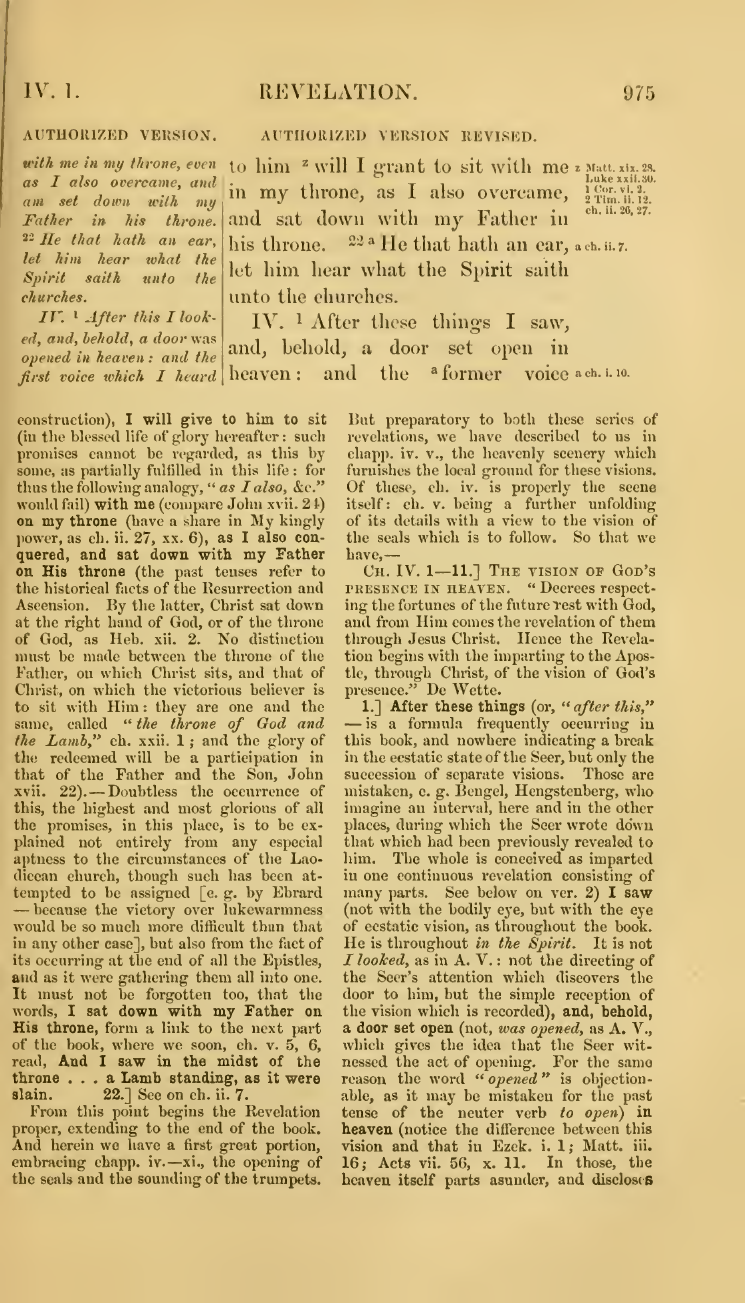 IV. 1. REVELATION. 975
AUTHORIZED VERSION.
with me in my throne, even
as I also overcame, and
am set down with my
Father in his throne.
22 He that hath an ear,
let him hear what the
Spirit saith unto the
churches.
IV. 1 After this I look-
ed, and, behold, a door was
opened in heaven: and the
first voice which I heard
AUTHORIZED VERSION REVISED.
to him z will I grant to sit with me
in my throne, as I also overcame,
and sat down with my Father in
his throne. 22 a He that hath an ear,
let him hear what the Spirit saith
unto the churches.
IV. 1 After these things I saw,
and, behold, a door set open in
heaven: and the a former voice
z Matt. xix. 28.
Luke xxii. 30.
1 Cor. vi. 2.
2 Tim. ii. 12.
ch. ii. 26, 27.
a ch. ii. 7.
a ch. i. 10.
construction), I will give to him to sit
(in the blessed life of glory hereafter: such
promises cannot be regarded, as this by
some, as partially fulfilled in this life: for
thus the following analogy, "as I also, &c."
would fail) with me (compare John xvii. 24)
on my throne (have a share in My kingly
power, as ch. ii. 27, xx. 6), as I also con-
quered, and sat down with my Father
on His throne (the past tenses refer to
the historical facts of the Resurrection and
Ascension. By the latter, Christ sat down
at the right hand of God, or of the throne
of God, as Heb. xii. 2. No distinction
must be made between the throne of the
Father, on which Christ sits, and that of
Christ, on which the victorious believer is
to sit with Him: they are one and the
same, called "the throne of God and
the Lamb," ch. xxii. 1; and the glory of
the redeemed will be a participation in
that of the Father and the Son, John
xvii. 22).—Doubtless the occurrence of
this, the highest and most glorious of all
the promises, in this place, is to be ex-
plained not entirely from any especial
aptness to the circumstances of the Lao-
dicean church, though such has been at-
tempted to be assigned [e. g. by Ebrard
—because the victory over lukewarmness
would be so much more difficult than that
in any other case], but also from the fact of
its occurring at the end of all the Epistles,
and as it were gathering them all into one.
It must not be forgotten too, that the
words, I sat down with my Father on
His throne, form a link to the next part
of the book, where we soon, ch. v. 5, 6,
read, And I saw in the midst of the
throne . . . a Lamb standing, as it were
slain. 22.] See on ch. ii. 7.
From this point begins the Revelation
proper, extending to the end of the book.
And herein we have a first great portion,
embracing chapp. iv.—xi., the opening of
the seals and the sounding of the trumpets.
But preparatory to both these series of
revelations, we have described to us in
chapp. iv. v., the heavenly scenery which
furnishes the local ground for these visions.
Of these, ch. iv. is properly the scene
itself: ch. v. being a further unfolding
of its details with a view to the vision of
the seals which is to follow. So that we
have,—
CH. IV. 1—11.] THE VISION OF GOD'S
PRESENCE IN HEAVEN. "Decrees respect-
ing the fortunes of the future rest with God,
and from Him comes the revelation of them
through Jesus Christ. Hence the Revela-
tion begins with the imparting to the Apos-
tle, through Christ, of the vision of God's
presence." De Wette.
1.] After these things (or, "after this,"
—is a formula frequently occurring in
this book, and nowhere indicating a break
in the ecstatic state of the Seer, but only the
succession of separate visions. Those are
mistaken, e. g. Bengel, Hengstenberg, who
imagine an interval, here and in the other
places, during which the Seer wrote down
that which had been previously revealed to
him. The whole is conceived as imparted
in one continuous revelation consisting of
many parts. See below on ver. 2) I saw
(not with the bodily eye, but with the eye
of ecstatic vision, as throughout the book.
He is throughout in the Spirit. It is not
I looked, as in A. V.: not the directing of
the Seer's attention which discovers the
door to him, but the simple reception of
the vision which is recorded), and, behold,
a door set open (not, was opened, as A. V.,
which gives the idea that the Seer wit-
nessed the act of opening. For the same
reason the word "opened" is objection-
able, as it may be mistaken for the past
tense of the neuter verb to open) in
heaven (notice the difference between this
vision and that in Ezek. i. 1; Matt. iii.
16; Acts vii. 56, x. 11. In those, the
heaven itself parts asunder, and discloses